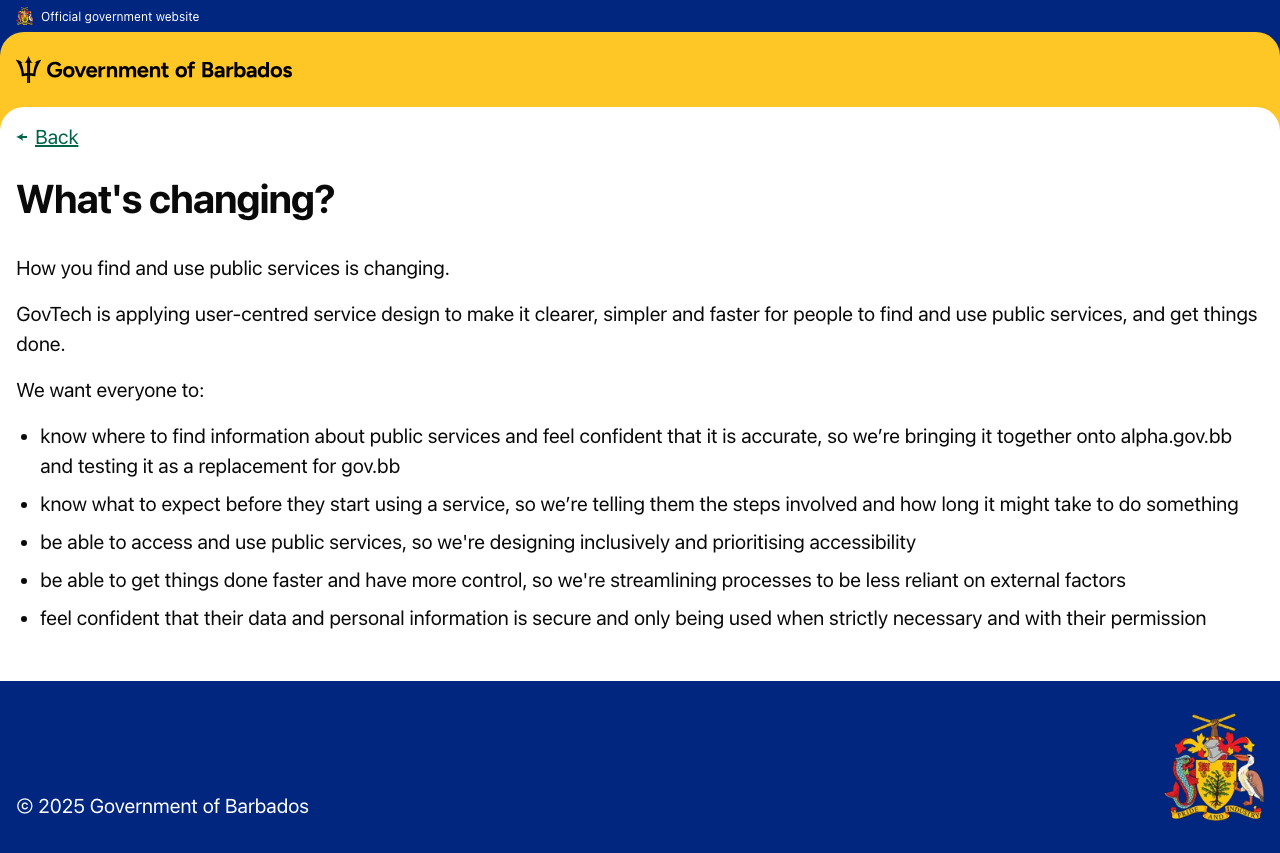 Official government website
Government of Barbados
Back
What's changing?
How you find and use public services is changing.
GovTech is applying user-centred service design to make it clearer, simpler and faster for people to find and use public services, and get things
done.
We want everyone to:
• know where to find information about public services and feel confident that it is accurate, so we’re bringing it together onto alpha.gov.bb
and testing it as a replacement for gov.bb
• know what to expect before they start using a service, so we’re telling them the steps involved and how long it might take to do something
• be able to access and use public services, so we're designing inclusively and prioritising accessibility
• be able to get things done faster and have more control, so we're streamlining processes to be less reliant on external factors
• feel confident that their data and personal information is secure and only being used when strictly necessary and with their permission
PRIDE AND INDUSTRY
© 2025 Government of Barbados